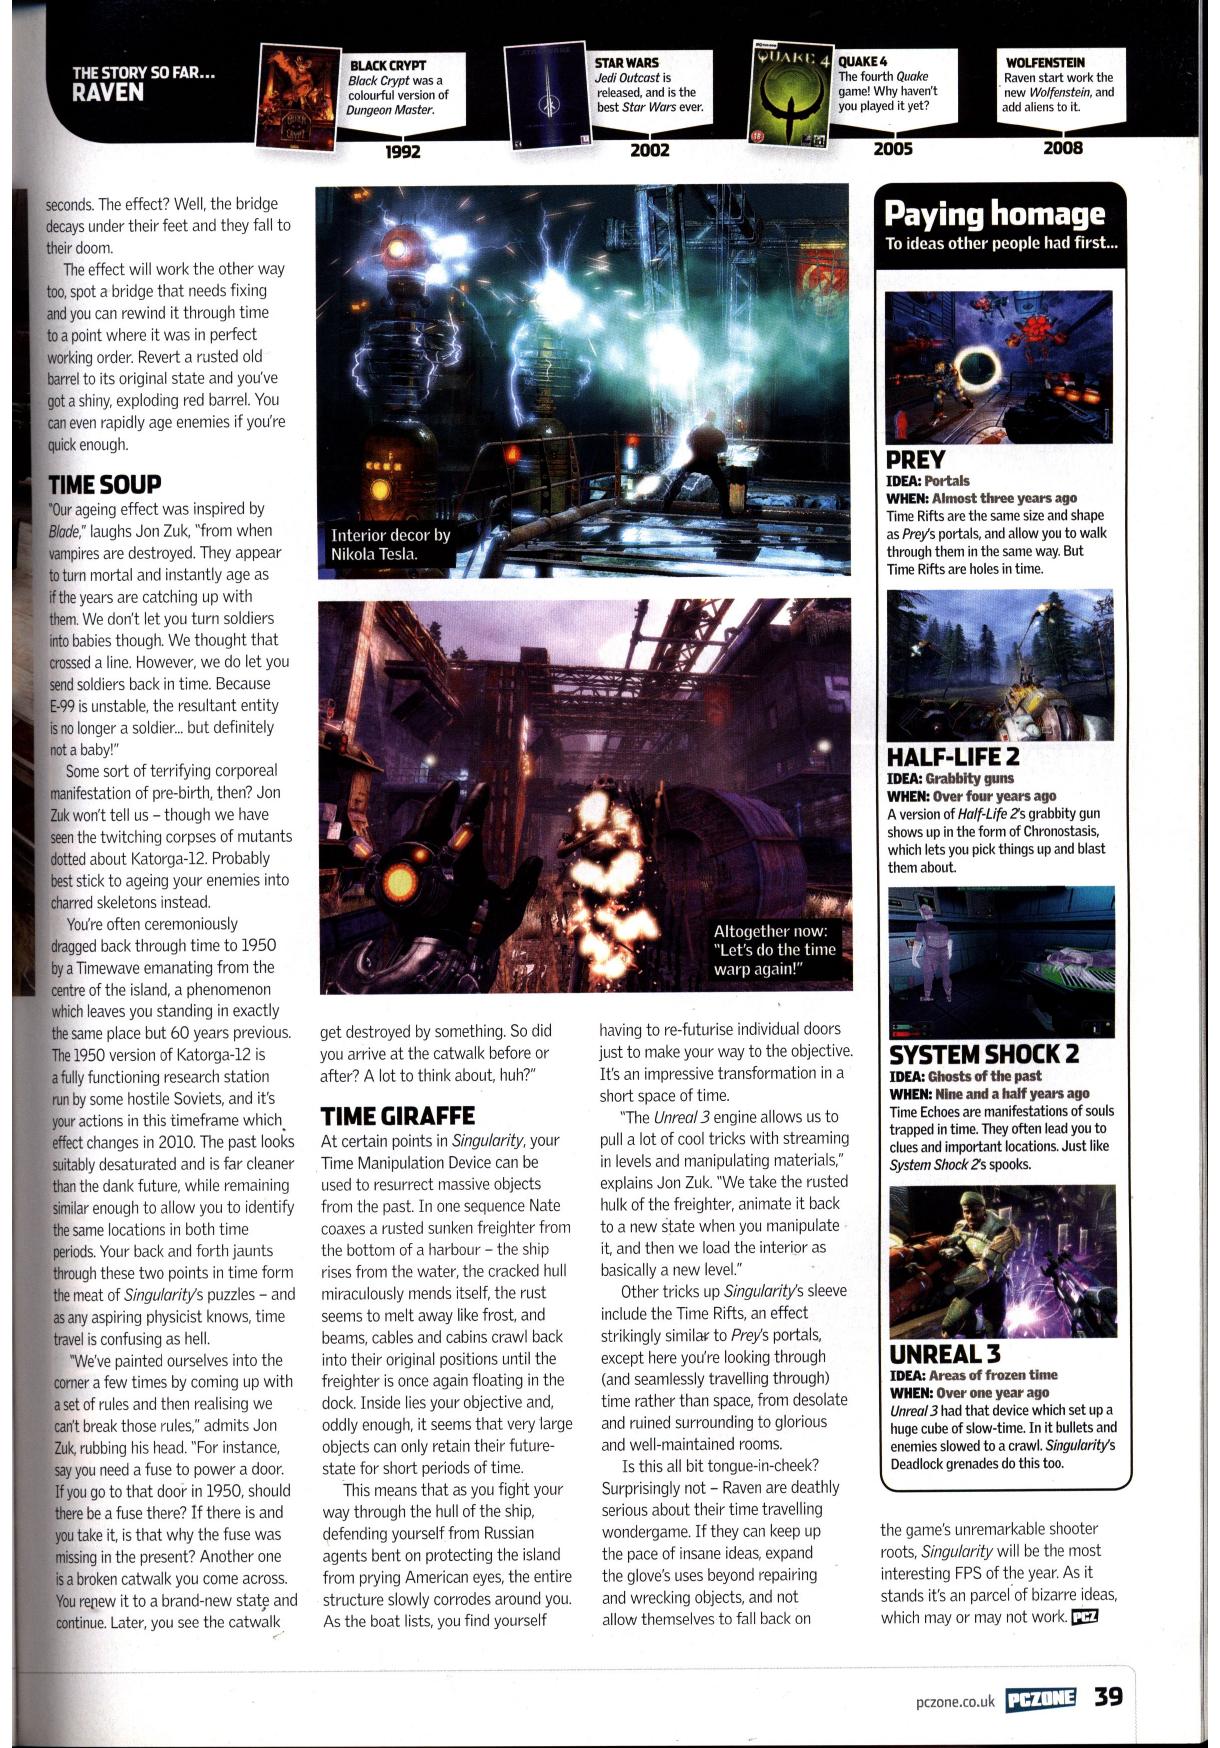 THE STORY SO FAR...
RAVEN
BLACK CRYPT
Black Crypt was a
colourful version of
Dungeon Master.
1992
STAR WARS
Jedi Outcast is
released, and is the
best Star Wars ever.
2002
QUAKE 4
QUAKE 4
The fourth Quake
game! Why haven't
you played it yet?
2005
WOLFENSTEIN
Raven start work the
new Wolfenstein, and
add aliens to it.
2008
seconds. The effect? Well, the bridge
decays under their feet and they fall to
their doom.
The effect will work the other way
too, spot a bridge that needs fixing
and you can rewind it through time
to a point where it was in perfect
working order. Revert a rusted old
barrel to its original state and you've
got a shiny, exploding red barrel. You
can even rapidly age enemies if you're
quick enough.
TIME SOUP
"Our ageing effect was inspired by
Blade," laughs Jon Zuk, "from when
vampires are destroyed. They appear
to turn mortal and instantly age as
if the years are catching up with
them. We don't let you turn soldiers
into babies though. We thought that
crossed a line. However, we do let you
send soldiers back in time. Because
E-99 is unstable, the resultant entity
is no longer a soldier... but definitely
not a baby!"
Some sort of terrifying corporeal
manifestation of pre-birth, then? Jon
Zuk won't tell us – though we have
seen the twitching corpses of mutants
dotted about Katorga-12. Probably
best stick to ageing your enemies into
charred skeletons instead.
You're often ceremoniously
dragged back through time to 1950
by a Timewave emanating from the
centre of the island, a phenomenon
which leaves you standing in exactly
the same place but 60 years previous.
The 1950 version of Katorga-12 is
a fully functioning research station
run by some hostile Soviets, and it's
your actions in this timeframe which
effect changes in 2010. The past looks
suitably desaturated and is far cleaner
than the dank future, while remaining
similar enough to allow you to identify
the same locations in both time
periods. Your back and forth jaunts
through these two points in time form
the meat of Singularity's puzzles – and
as any aspiring physicist knows, time
travel is confusing as hell.
"We've painted ourselves into the
corner a few times by coming up with
a set of rules and then realising we
can't break those rules," admits Jon
Zuk, rubbing his head. "For instance,
say you need a fuse to power a door.
If you go to that door in 1950, should
there be a fuse there? If there is and
you take it, is that why the fuse was
missing in the present? Another one
is a broken catwalk you come across.
You renew it to a brand-new state and
continue. Later, you see the catwalk
Interior decor by
Nikola Tesla.
Altogether now:
"Let's do the time
warp again!"
get destroyed by something. So did
you arrive at the catwalk before or
after? A lot to think about, huh?"
TIME GIRAFFE
At certain points in Singularity, your
Time Manipulation Device can be
used to resurrect massive objects
from the past. In one sequence Nate
coaxes a rusted sunken freighter from
the bottom of a harbour – the ship
rises from the water, the cracked hull
miraculously mends itself, the rust
seems to melt away like frost, and
beams, cables and cabins crawl back
into their original positions until the
freighter is once again floating in the
dock. Inside lies your objective and,
oddly enough, it seems that very large
objects can only retain their future-
state for short periods of time.
This means that as you fight your
way through the hull of the ship,
defending yourself from Russian
agents bent on protecting the island
from prying American eyes, the entire
structure slowly corrodes around you.
As the boat lists, you find yourself
having to re-futurise individual doors
just to make your way to the objective.
It's an impressive transformation in a
short space of time.
"The Unreal 3 engine allows us to
pull a lot of cool tricks with streaming
in levels and manipulating materials,"
explains Jon Zuk. "We take the rusted
hulk of the freighter, animate it back
to a new state when you manipulate
it, and then we load the interior as
basically a new level."
Other tricks up Singularity's sleeve
include the Time Rifts, an effect
strikingly similar to Prey's portals,
except here you're looking through
(and seamlessly travelling through)
time rather than space, from desolate
and ruined surrounding to glorious
and well-maintained rooms.
Is this all bit tongue-in-cheek?
Surprisingly not – Raven are deathly
serious about their time travelling
wondergame. If they can keep up
the pace of insane ideas, expand
the glove's uses beyond repairing
and wrecking objects, and not
allow themselves to fall back on
Paying homage
To ideas other people had first...
PREY
IDEA: Portals
WHEN: Almost three years ago
Time Rifts are the same size and shape
as Prey's portals, and allow you to walk
through them in the same way. But
Time Rifts are holes in time.
HALF-LIFE 2
IDEA: Grabbity guns
WHEN: Over four years ago
A version of Half-Life 2's grabbity gun
shows up in the form of Chronostasis,
which lets you pick things up and blast
them about.
SYSTEM SHOCK 2
IDEA: Ghosts of the past
WHEN: Nine and a half years ago
Time Echoes are manifestations of souls
trapped in time. They often lead you to
clues and important locations. Just like
System Shock 2's spooks.
UNREAL 3
IDEA: Areas of frozen time
WHEN: Over one year ago
Unreal 3 had that device which set up a
huge cube of slow-time. In it bullets and
enemies slowed to a crawl. Singularity's
Deadlock grenades do this too.
the game's unremarkable shooter
roots, Singularity will be the most
interesting FPS of the year. As it
stands it's an parcel of bizarre ideas,
which may or may not work. PCZ
pczone.co.uk PCZONE 39